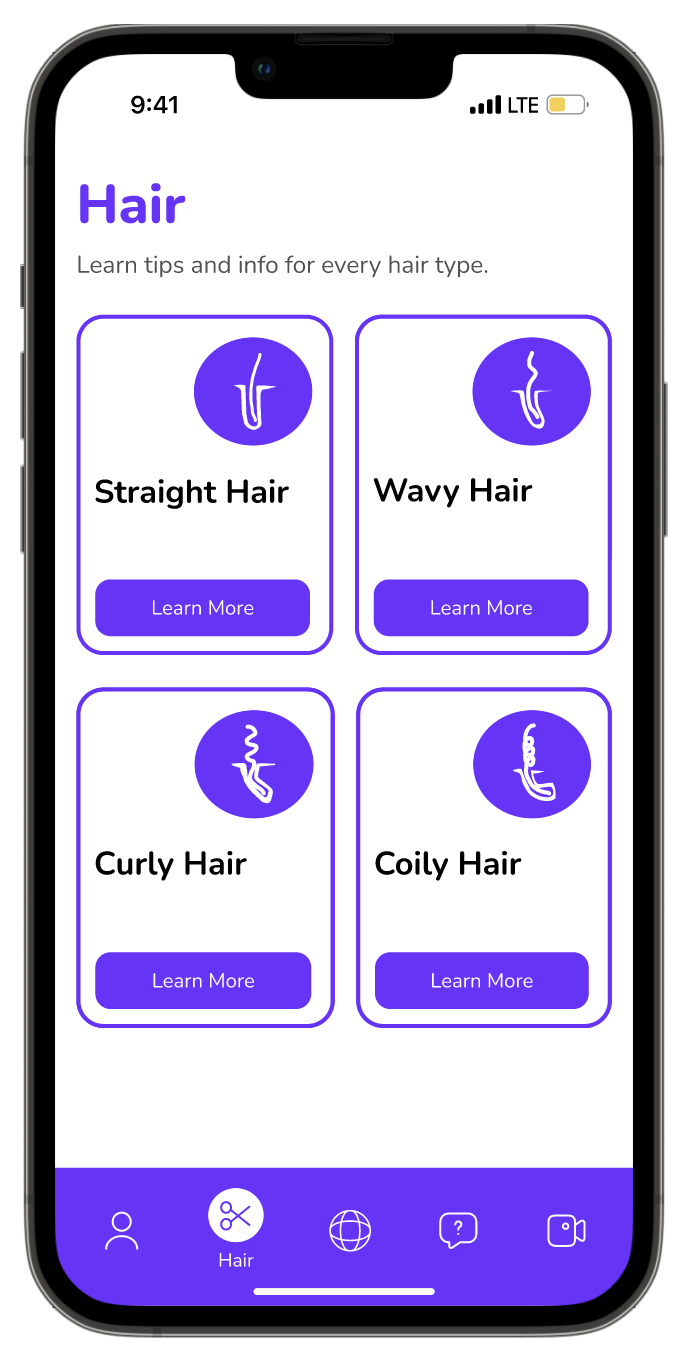 9:41
LTE
Hair
Learn tips and info for every hair type.
Straight Hair
Learn More
Wavy Hair
Learn More
Curly Hair
Learn More
Coily Hair
Learn More
?
Hair